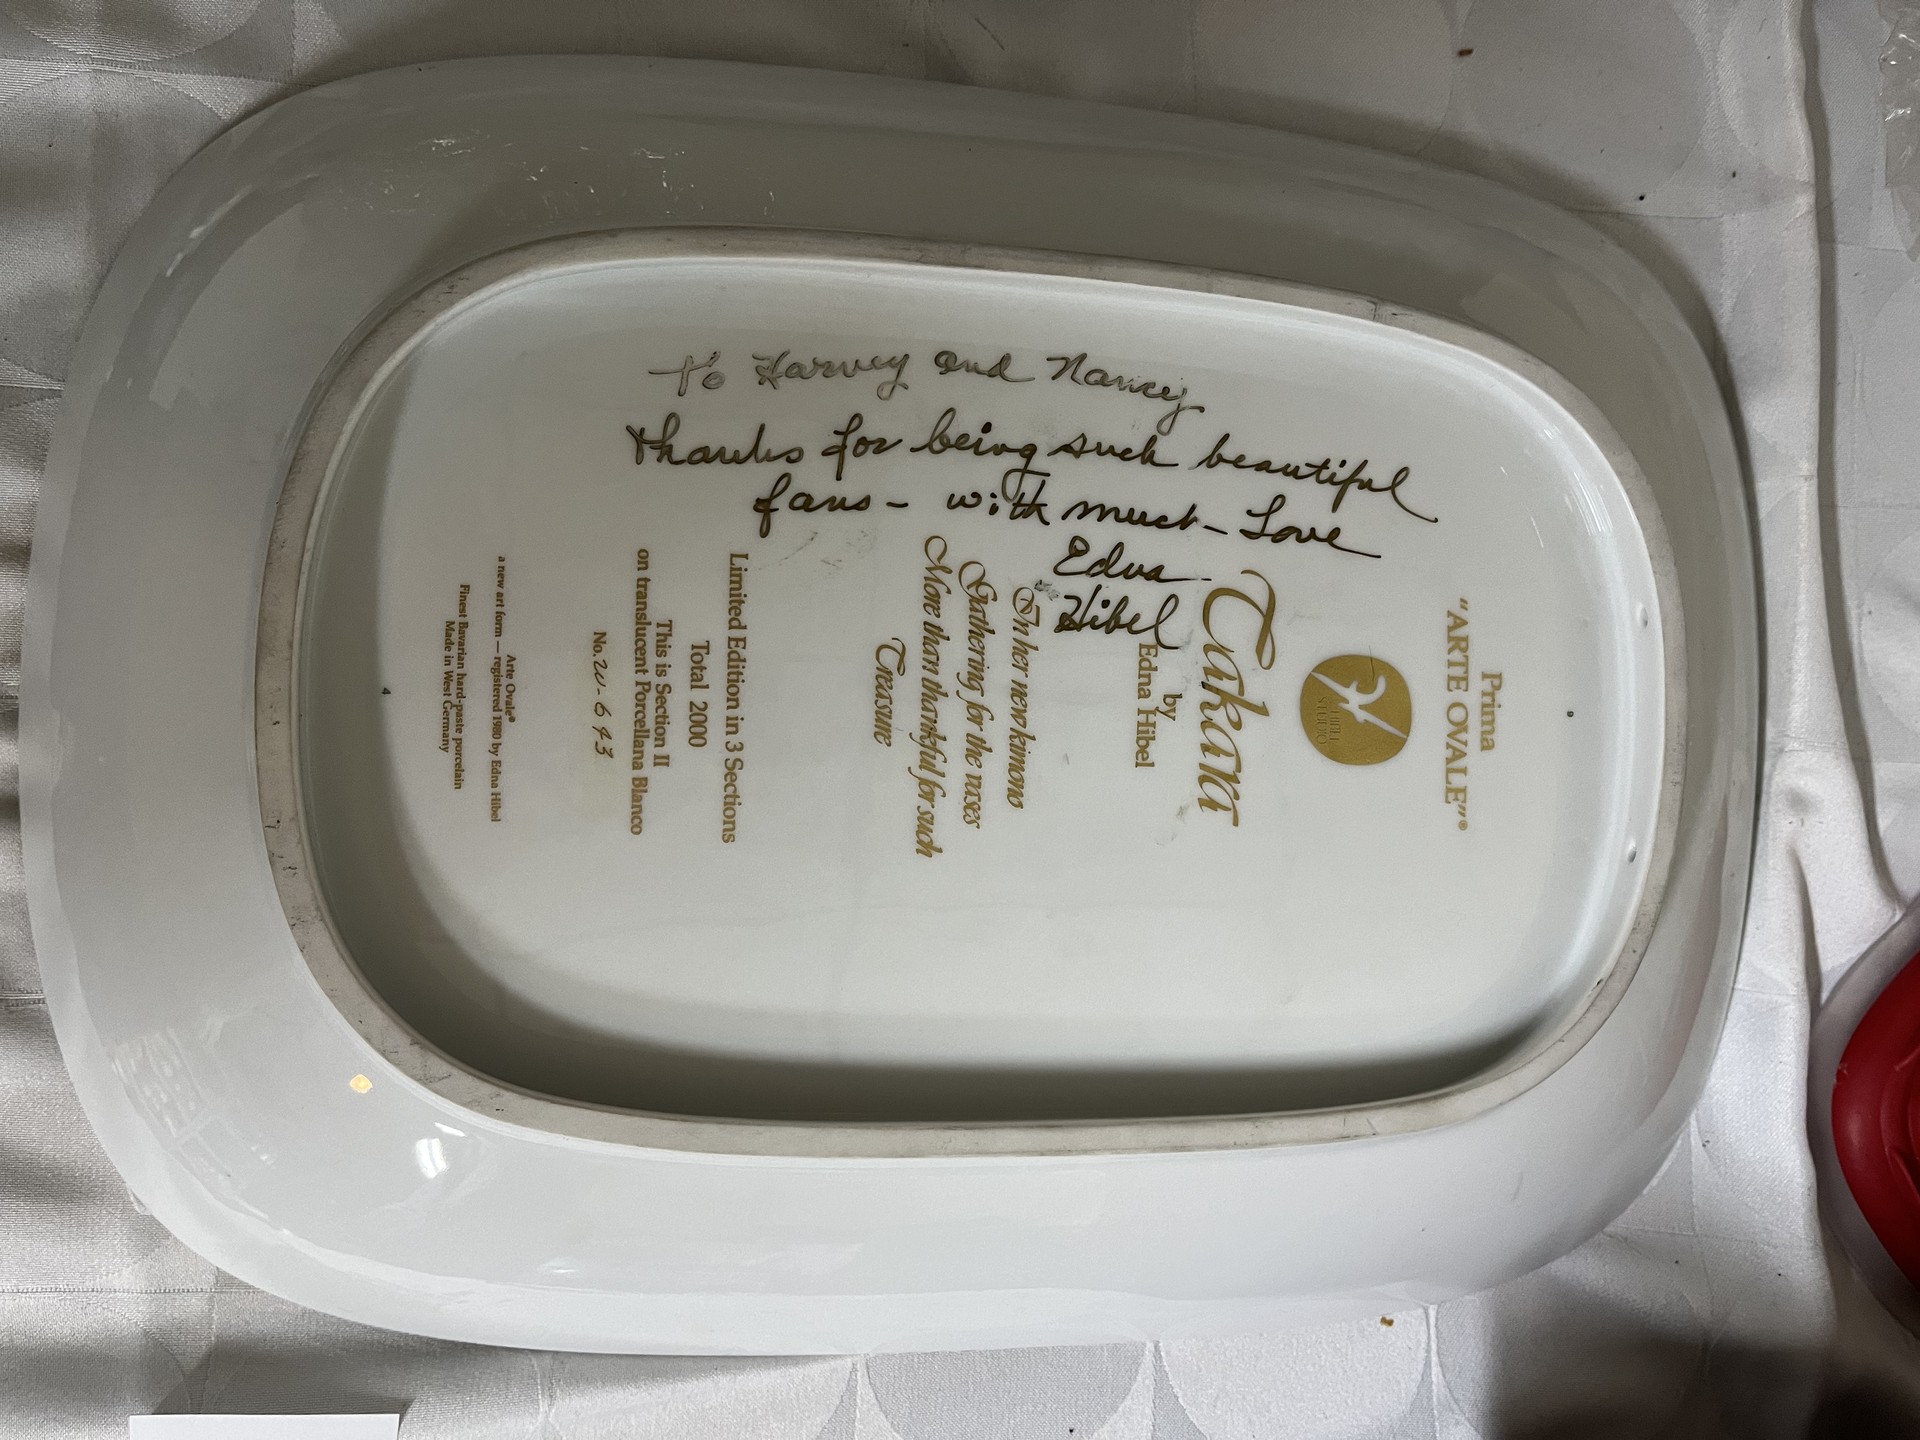 to Harvey and Nancy
thanks for being such beautiful
fans - with much - Love
Edna
Hibel
Prima
"ARTE OVALE"®
HIBEL
STUDIO
Takara
by
Edna Hibel
In her new kimono
Gathering for the vases
More than thankful for such
Treasure
Limited Edition in 3 Sections
Total 2000
This is Section II
on translucent Porcellana Blanco
No. W-643
Arte Ovale®
a new art form — registered 1980 by Edna Hibel
Finest Bavarian hard-paste porcelain
Made in West Germany
4